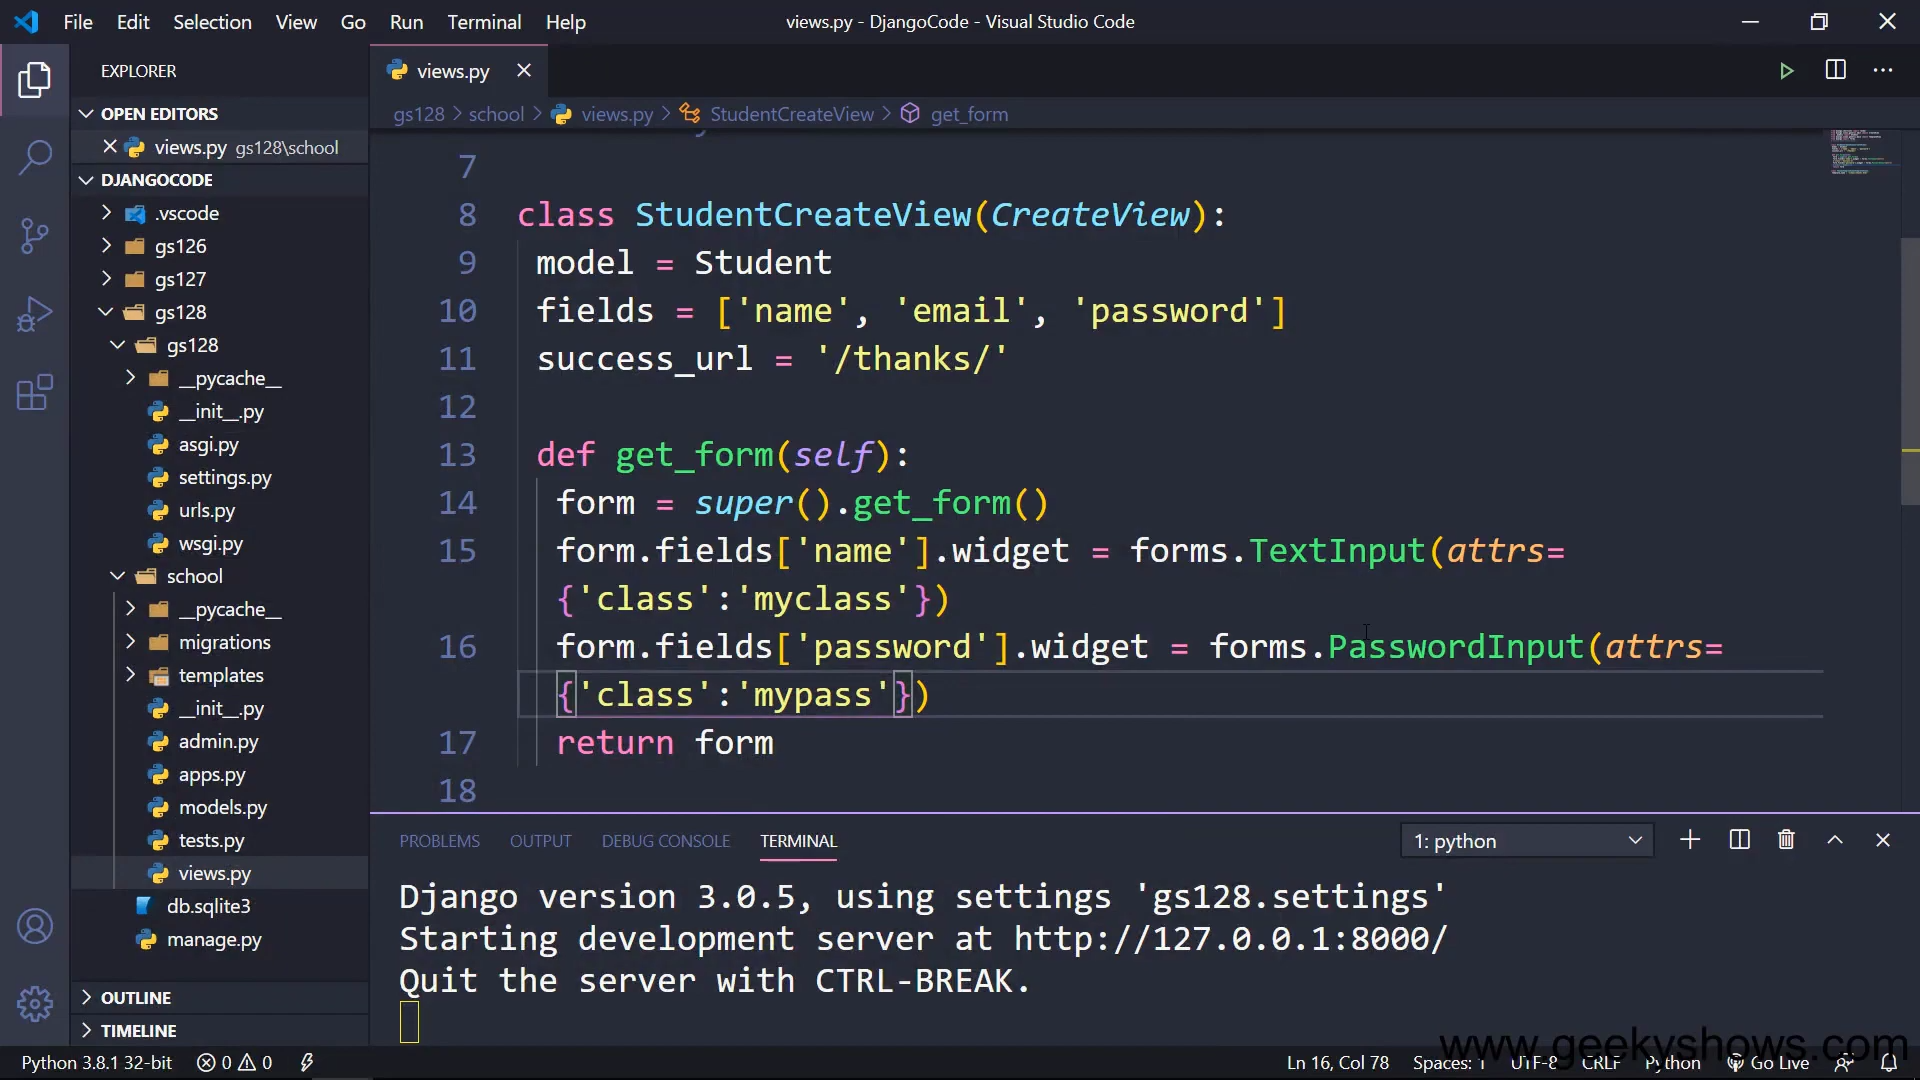 File Edit Selection View Go Run Terminal Help
views.py - DjangoCode - Visual Studio Code
EXPLORER
OPEN EDITORS
views.py gs128\school
DJANGOCODE
.vscode
gs126
gs127
gs128
gs128
__pycache__
__init__.py
asgi.py
settings.py
urls.py
wsgi.py
school
__pycache__
migrations
templates
__init__.py
admin.py
apps.py
models.py
tests.py
views.py
db.sqlite3
manage.py
OUTLINE
TIMELINE
views.py
gs128 > school > views.py > StudentCreateView > get_form
7
8 class StudentCreateView(CreateView):
9 model = Student
10 fields = ['name', 'email', 'password']
11 success_url = '/thanks/'
12
13 def get_form(self):
14 form = super().get_form()
15 form.fields['name'].widget = forms.TextInput(attrs=
{'class':'myclass'})
16 form.fields['password'].widget = forms.PasswordInput(attrs=
{'class':'mypass'})
17 return form
18
PROBLEMS OUTPUT DEBUG CONSOLE TERMINAL
1: python
Django version 3.0.5, using settings 'gs128.settings'
Starting development server at http://127.0.0.1:8000/
Quit the server with CTRL-BREAK.
www.geekyshows.com
Python 3.8.1 32-bit 0 0 Ln 16, Col 78 Spaces: 1 UTF-8 CRLF Python Go Live